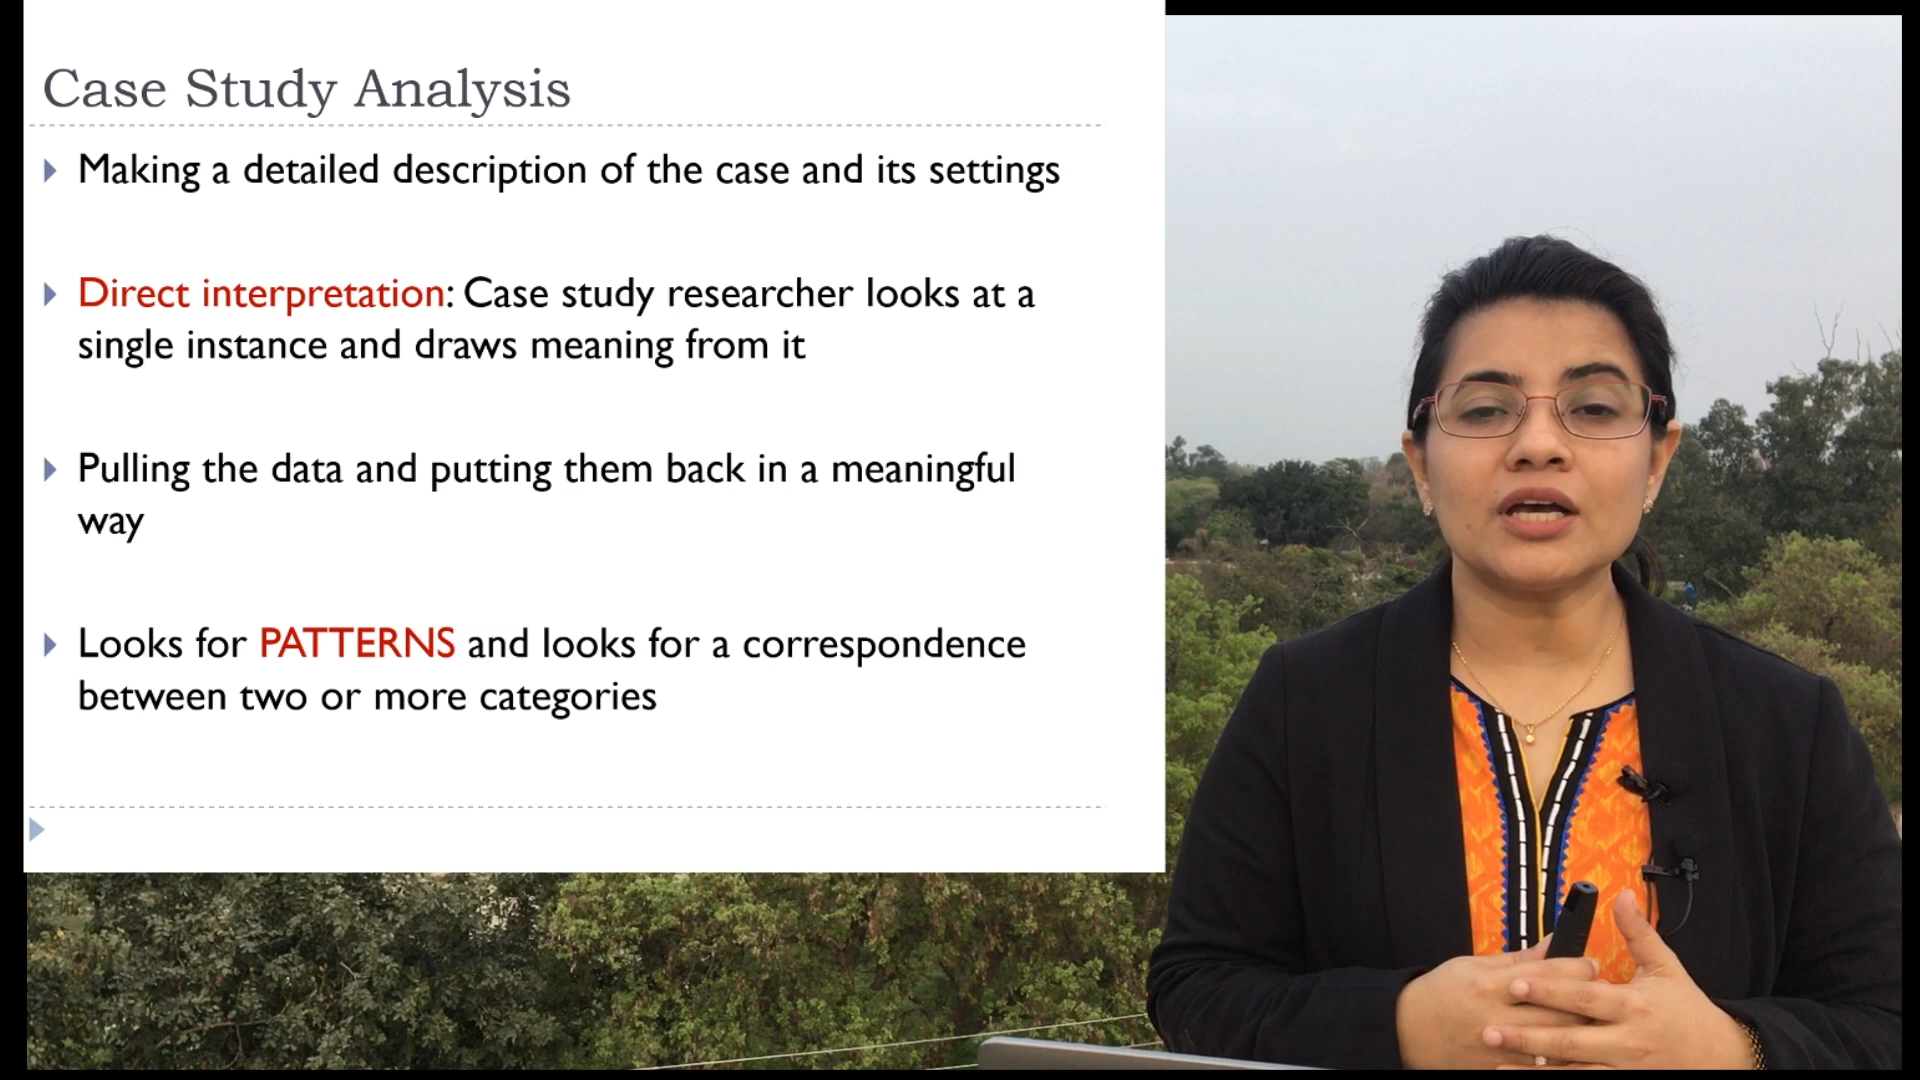 Case Study Analysis
Making a detailed description of the case and its settings
Direct interpretation: Case study researcher looks at a
single instance and draws meaning from it
Pulling the data and putting them back in a meaningful
way
Looks for PATTERNS and looks for a correspondence
between two or more categories